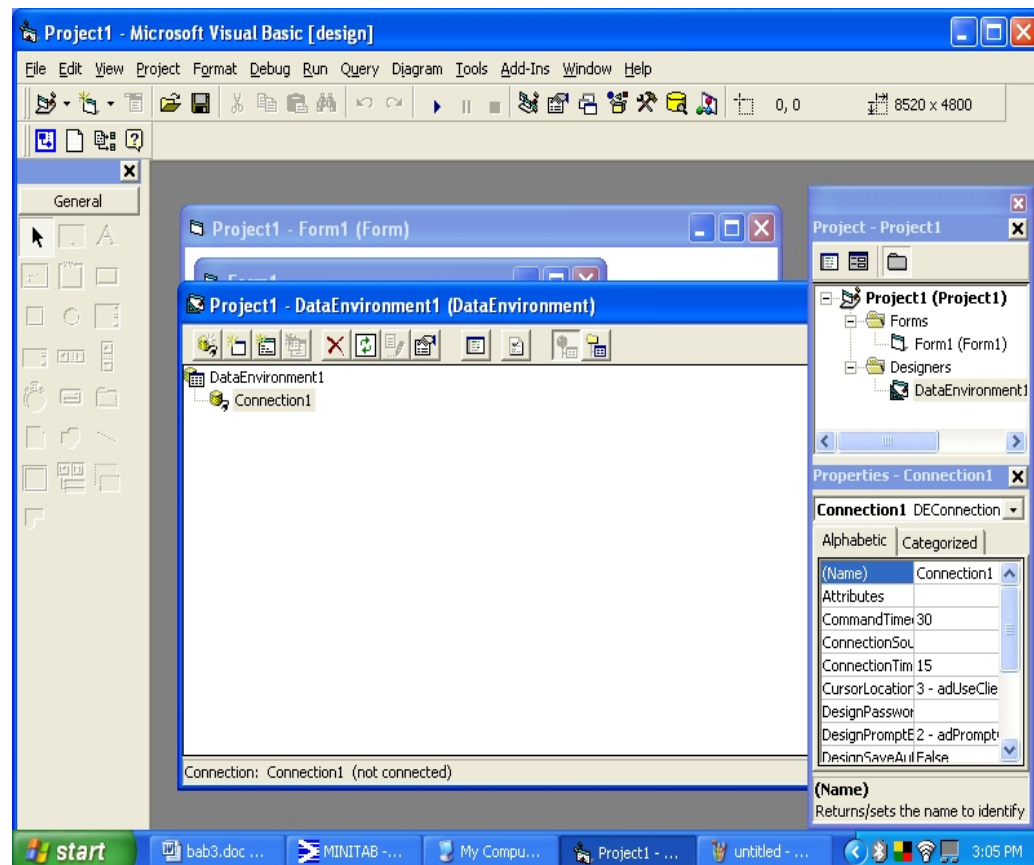 Project1 - Microsoft Visual Basic [design]
File Edit View Project Format Debug Run Query Diagram Tools Add-Ins Window Help
0, 0 8520 x 4800
General
Project1 - Form1 (Form)
Form1
Project1 - DataEnvironment1 (DataEnvironment)
DataEnvironment1
Connection1
Connection: Connection1 (not connected)
Project - Project1
Project1 (Project1)
Forms
Form1 (Form1)
Designers
DataEnvironment1
Properties - Connection1
Connection1 DEConnection
Alphabetic Categorized
(Name) Connection1
Attributes
CommandTime 30
ConnectionSou
ConnectionTim 15
CursorLocation 3 - adUseClie
DesignPasswor
DesignPromptB 2 - adPrompt
DesignSaveAut False
(Name)
Returns/sets the name to identify
start bab3.doc ... MINITAB -... My Compu... Project1 - ... untitled - ... 3:05 PM